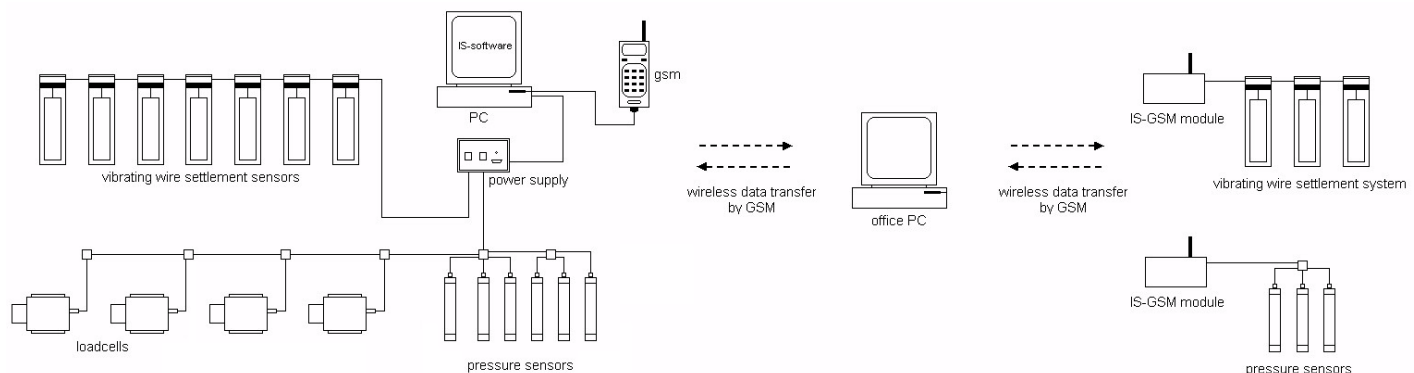 IS-software
gsm
PC
power supply
vibrating wire settlement sensors
loadcells
pressure sensors
wireless data transfer
by GSM
office PC
wireless data transfer
by GSM
IS-GSM module
vibrating wire settlement system
IS-GSM module
pressure sensors